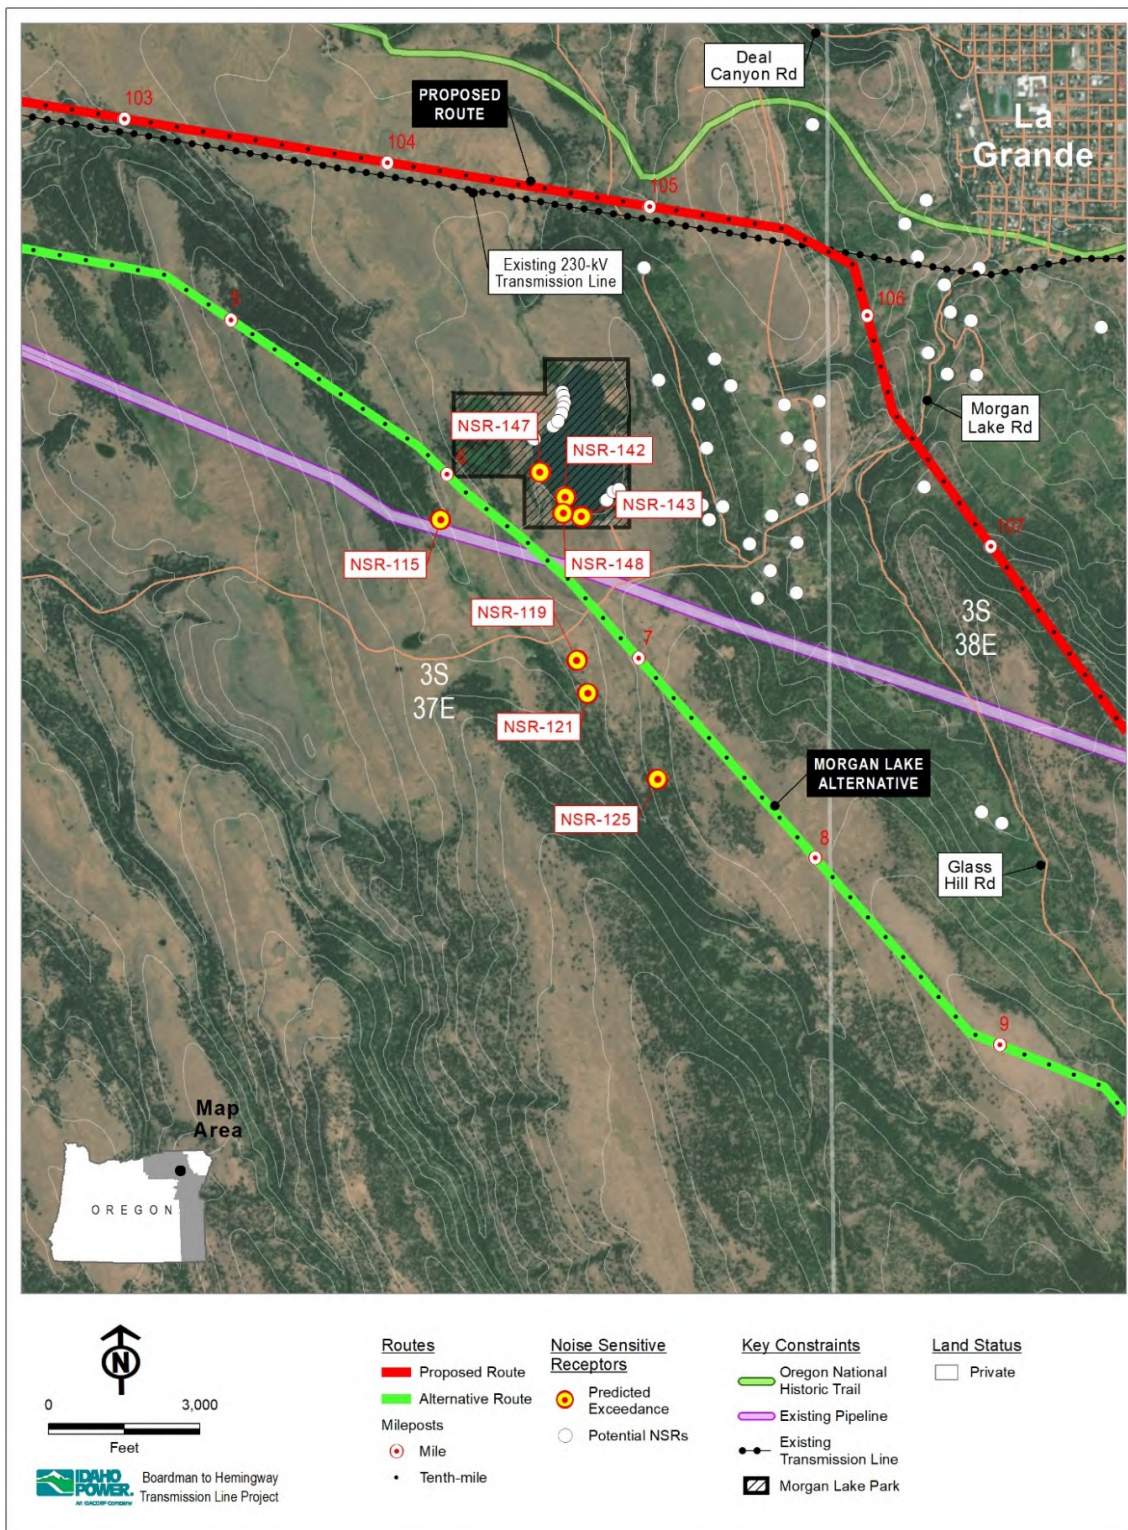 Deal
Canyon Rd
La
Grande
103
PROPOSED
ROUTE
104
105
Existing 230-kV
Transmission Line
106
5
Morgan
Lake Rd
NSR-147
NSR-142
6
NSR-143
107
NSR-115
NSR-148
NSR-119
3S
38E
7
3S
37E
NSR-121
MORGAN LAKE
ALTERNATIVE
NSR-125
8
Glass
Hill Rd
9
Map
Area
OREGON
N
0 3,000
Feet
IDAHO
POWER.
An IDACORP Company
Boardman to Hemingway
Transmission Line Project
Routes
Proposed Route
Alternative Route
Mileposts
Mile
Tenth-mile
Noise Sensitive
Receptors
Predicted
Exceedance
Potential NSRs
Key Constraints
Oregon National
Historic Trail
Existing Pipeline
Existing
Transmission Line
Morgan Lake Park
Land Status
Private